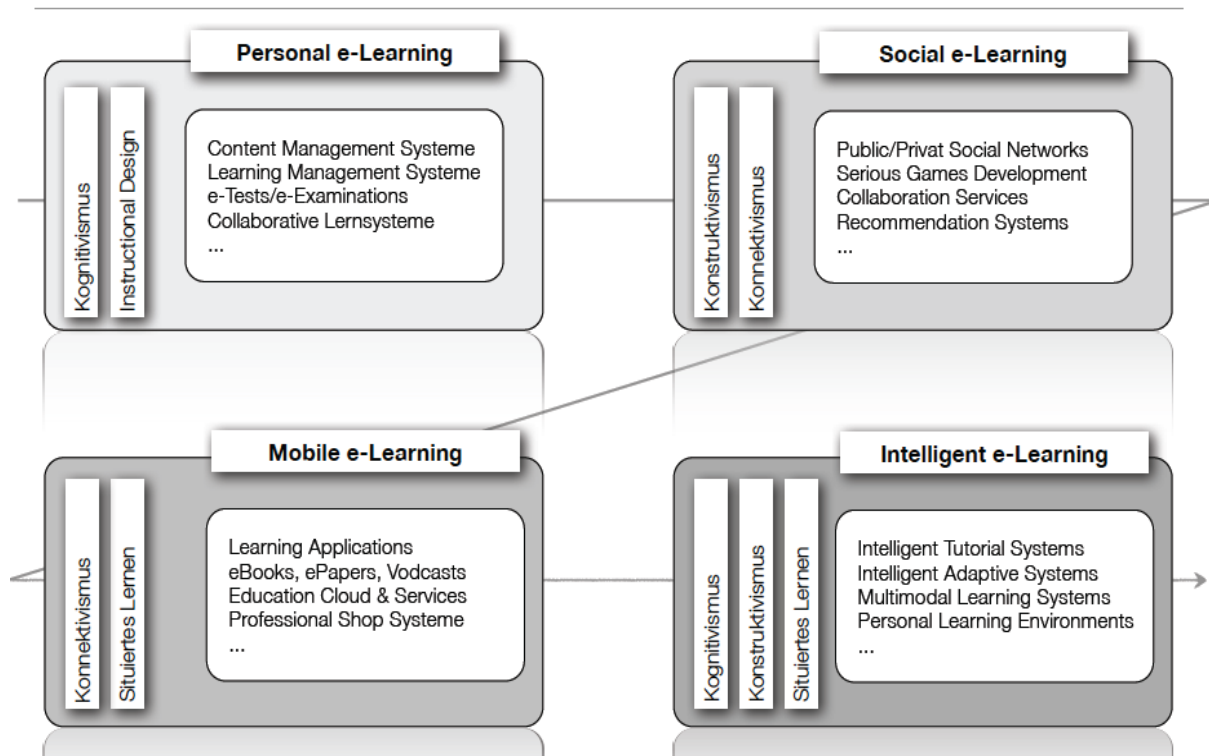 Personal e-Learning
Kognitivismus
Instructional Design
Content Management Systeme
Learning Management Systeme
e-Tests/e-Examinations
Collaborative Lernsysteme
...
Social e-Learning
Konstruktivismus
Konnektivismus
Public/Privat Social Networks
Serious Games Development
Collaboration Services
Recommendation Systems
...
Mobile e-Learning
Konnektivismus
Situiertes Lernen
Learning Applications
eBooks, ePapers, Vodcasts
Education Cloud & Services
Professional Shop Systeme
...
Intelligent e-Learning
Kognitivismus
Konstruktivismus
Situiertes Lernen
Intelligent Tutorial Systems
Intelligent Adaptive Systems
Multimodal Learning Systems
Personal Learning Environments
...